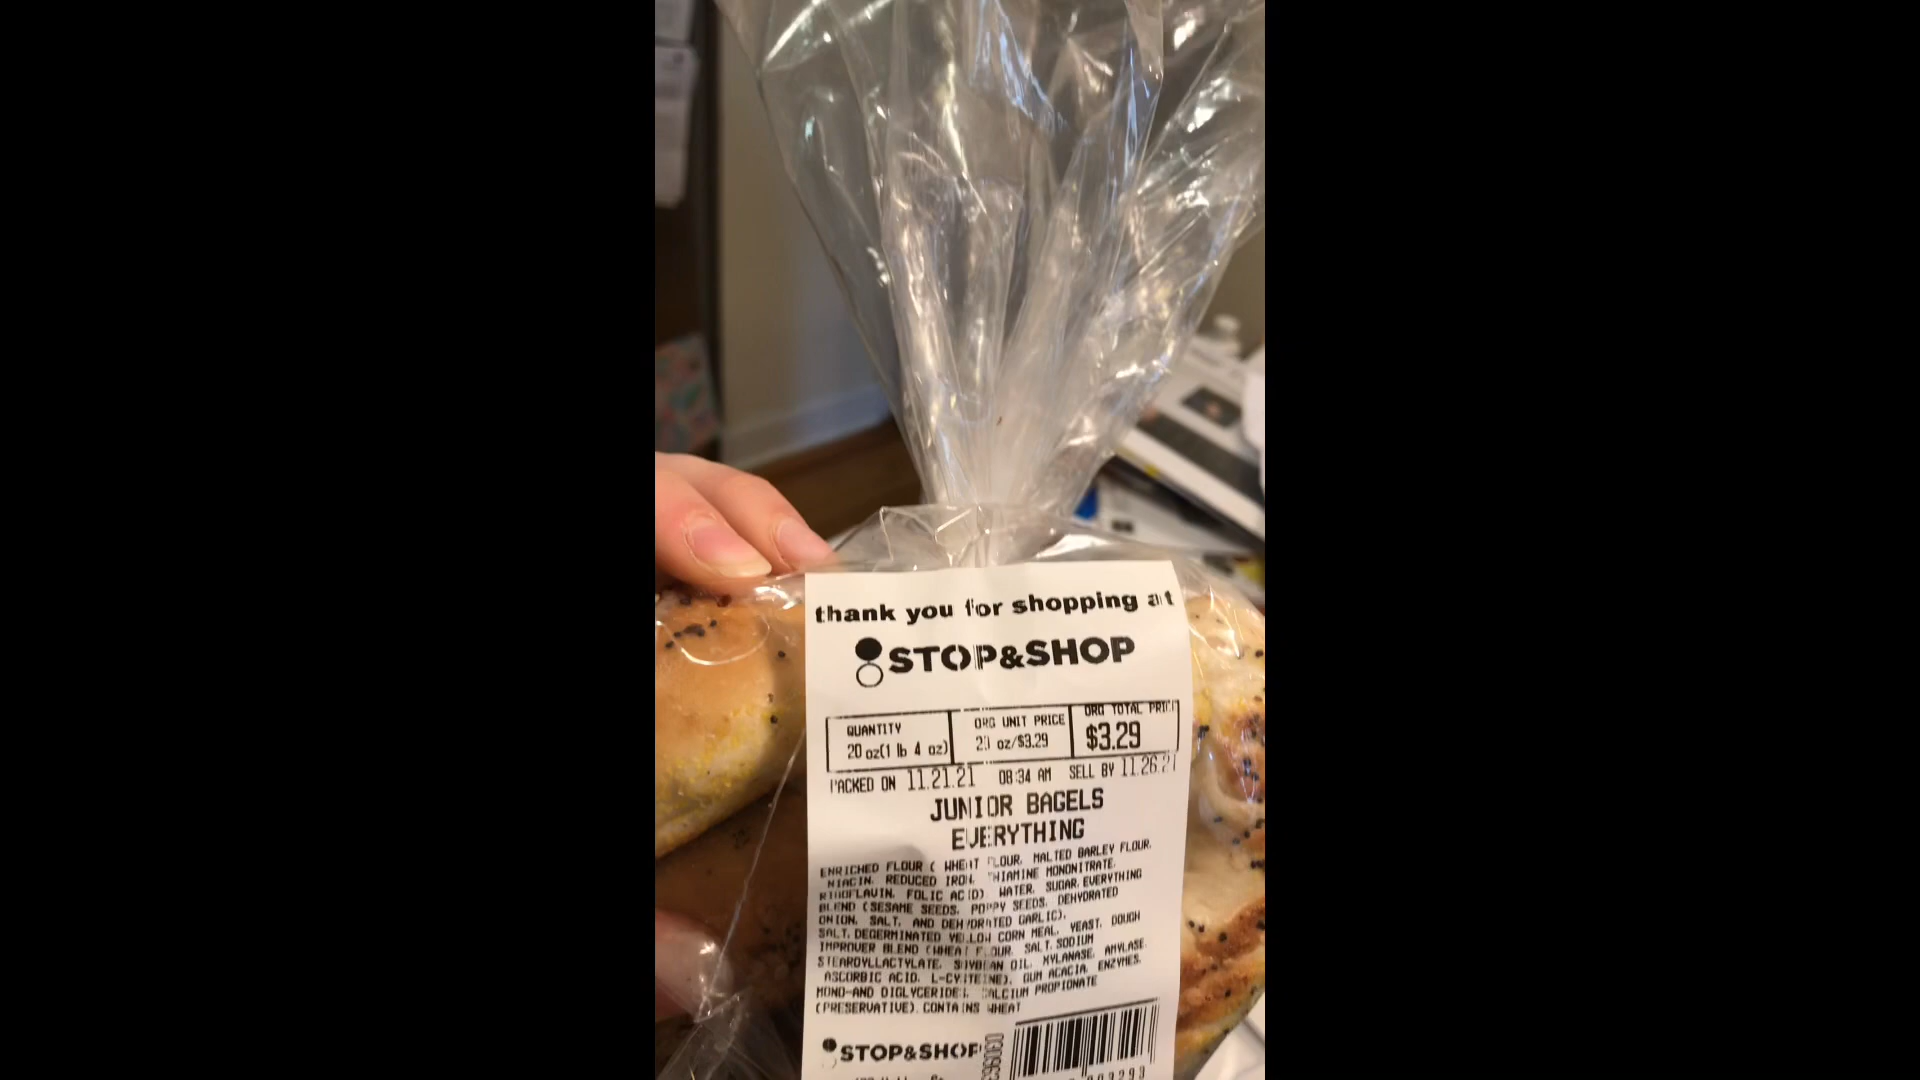 thank you for shopping at
STOP&SHOP
QUANTITY
20 oz(1 lb 4 oz)
ORG UNIT PRICE
20 oz/$3.29
ORG TOTAL PRICE
$3.29
PACKED ON 11.21.21 08:34 AM SELL BY 11.26.21
JUNIOR BAGELS
EVERYTHING
ENRICHED FLOUR ( WHEAT FLOUR, MALTED BARLEY FLOUR,
NIACIN, REDUCED IRON, THIAMINE MONONITRATE,
RIBOFLAVIN, FOLIC ACID), WATER, SUGAR, EVERYTHING
BLEND (SESAME SEEDS, POPPY SEEDS, DEHYDRATED
ONION, SALT, AND DEHYDRATED GARLIC),
SALT, DEGERMINATED YELLOW CORN MEAL, YEAST, DOUGH
IMPROVER BLEND (WHEAT FLOUR, SALT, SODIUM
STEAROYLLACTYLATE, SOYBEAN OIL, XYLANASE, AMYLASE,
ASCORBIC ACID, L-CYSTEINE), GUM ACACIA, ENZYMES,
MONO-AND DIGLYCERIDES, CALCIUM PROPIONATE
(PRESERVATIVE). CONTAINS WHEAT
STOP&SHOP